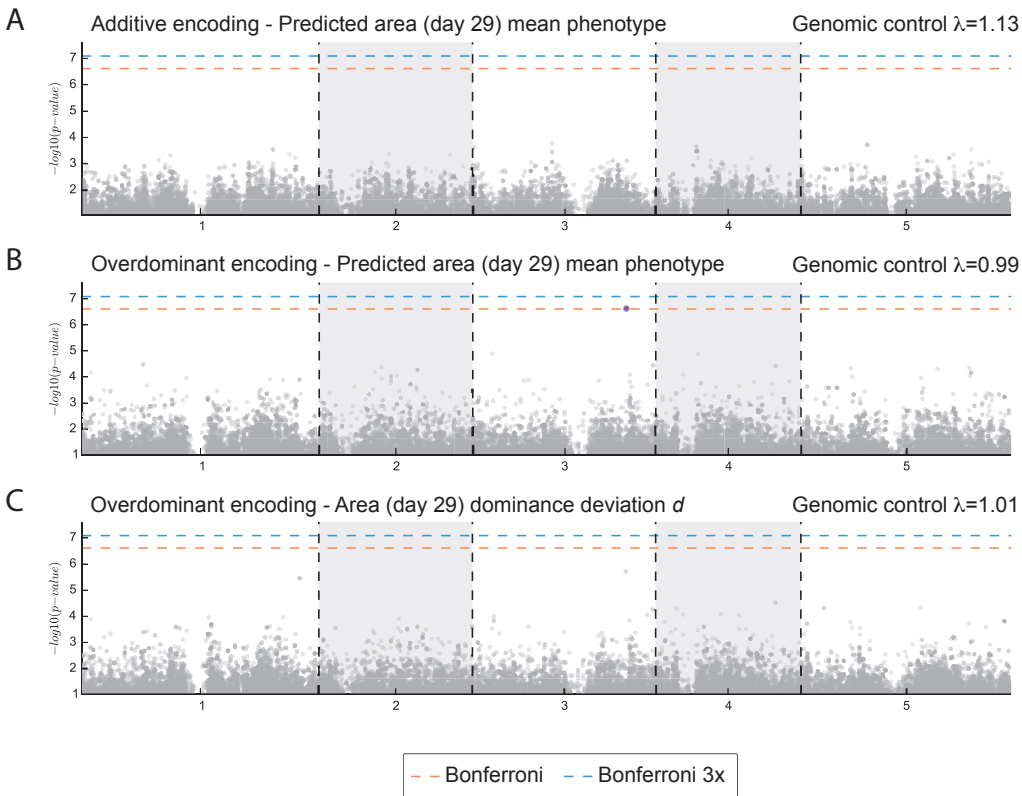 A Additive encoding - Predicted area (day 29) mean phenotype Genomic control λ=1.13
7
6
5
4
3
2
−log10(p−value)
1 2 3 4 5
B Overdominant encoding - Predicted area (day 29) mean phenotype Genomic control λ=0.99
7
6
5
4
3
2
1
−log10(p−value)
1 2 3 4 5
C Overdominant encoding - Area (day 29) dominance deviation d Genomic control λ=1.01
7
6
5
4
3
2
1
−log10(p−value)
1 2 3 4 5
Bonferroni Bonferroni 3x